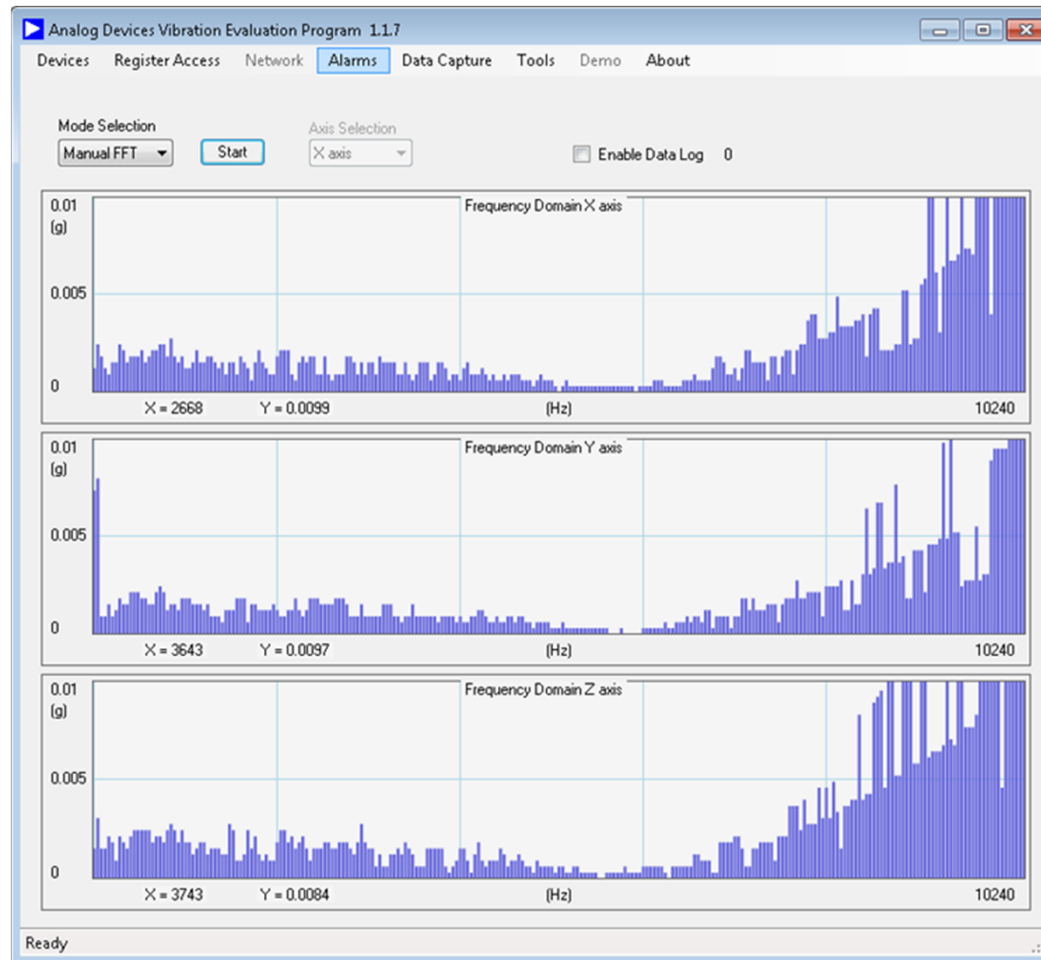 Analog Devices Vibration Evaluation Program 1.1.7
Devices Register Access Network Alarms Data Capture Tools Demo About
Mode Selection Axis Selection
Manual FFT Start X axis Enable Data Log 0
0.01 Frequency Domain X axis
(g)
0.005
0
X = 2668 Y = 0.0099 (Hz) 10240
0.01 Frequency Domain Y axis
(g)
0.005
0
X = 3643 Y = 0.0097 (Hz) 10240
0.01 Frequency Domain Z axis
(g)
0.005
0
X = 3743 Y = 0.0084 (Hz) 10240
Ready